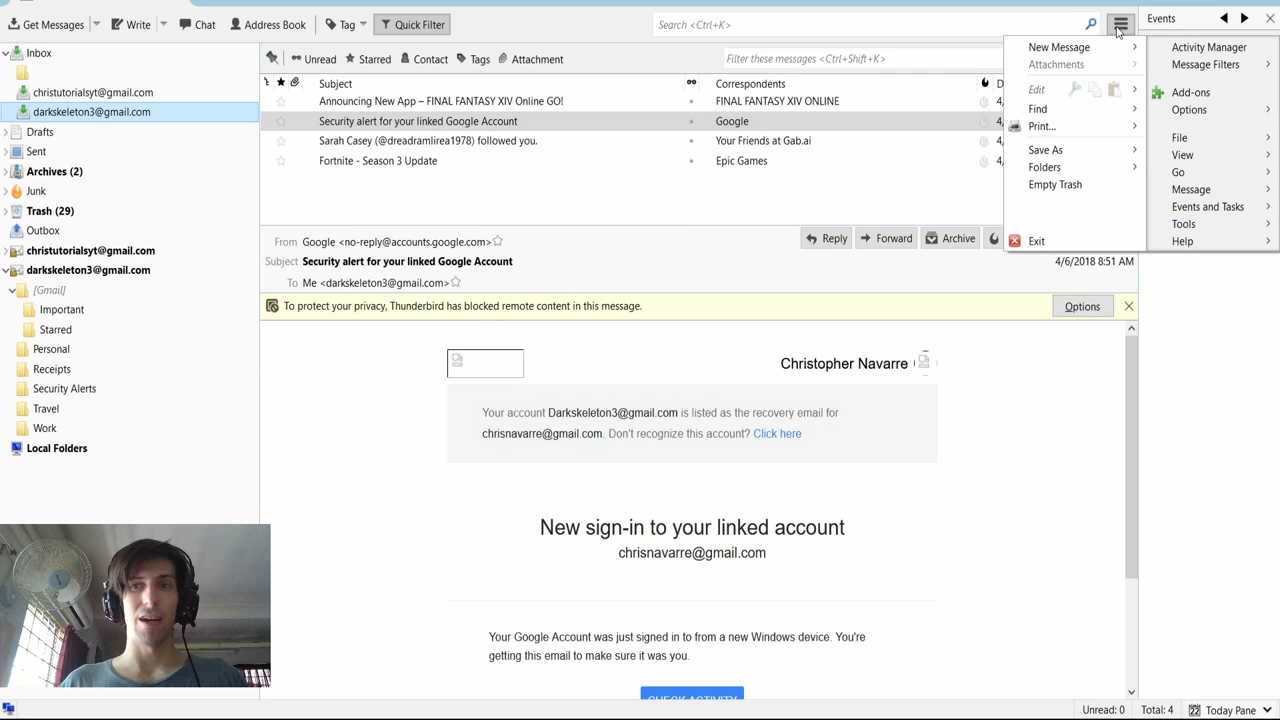 Get Messages
Write
Chat
Address Book
Tag
Quick Filter
Search <Ctrl+K>
Events
Inbox
christutorialsyt@gmail.com
darkskeleton3@gmail.com
Drafts
Sent
Archives (2)
Junk
Trash (29)
Outbox
christutorialsyt@gmail.com
darkskeleton3@gmail.com
[Gmail]
Important
Starred
Personal
Receipts
Security Alerts
Travel
Work
Local Folders
Unread
Starred
Contact
Tags
Attachment
Filter these messages <Ctrl+Shift+K>
Subject
Correspondents
D
Announcing New App – FINAL FANTASY XIV Online GO!
FINAL FANTASY XIV ONLINE
4/
Security alert for your linked Google Account
Google
4/
Sarah Casey (@dreadramlirea1978) followed you.
Your Friends at Gab.ai
4,
Fortnite - Season 3 Update
Epic Games
4,
New Message
Attachments
Edit
Find
Print...
Save As
Folders
Empty Trash
Exit
Activity Manager
Message Filters
Add-ons
Options
File
View
Go
Message
Events and Tasks
Tools
Help
From Google <no-reply@accounts.google.com>
Reply
Forward
Archive
Subject Security alert for your linked Google Account
4/6/2018 8:51 AM
To Me <darkskeleton3@gmail.com>
To protect your privacy, Thunderbird has blocked remote content in this message.
Options
Christopher Navarre
Your account Darkskeleton3@gmail.com is listed as the recovery email for
chrisnavarre@gmail.com. Don't recognize this account? Click here
New sign-in to your linked account
chrisnavarre@gmail.com
Your Google Account was just signed in to from a new Windows device. You're
getting this email to make sure it was you.
CHECK ACTIVITY
Unread: 0
Total: 4
22
Today Pane